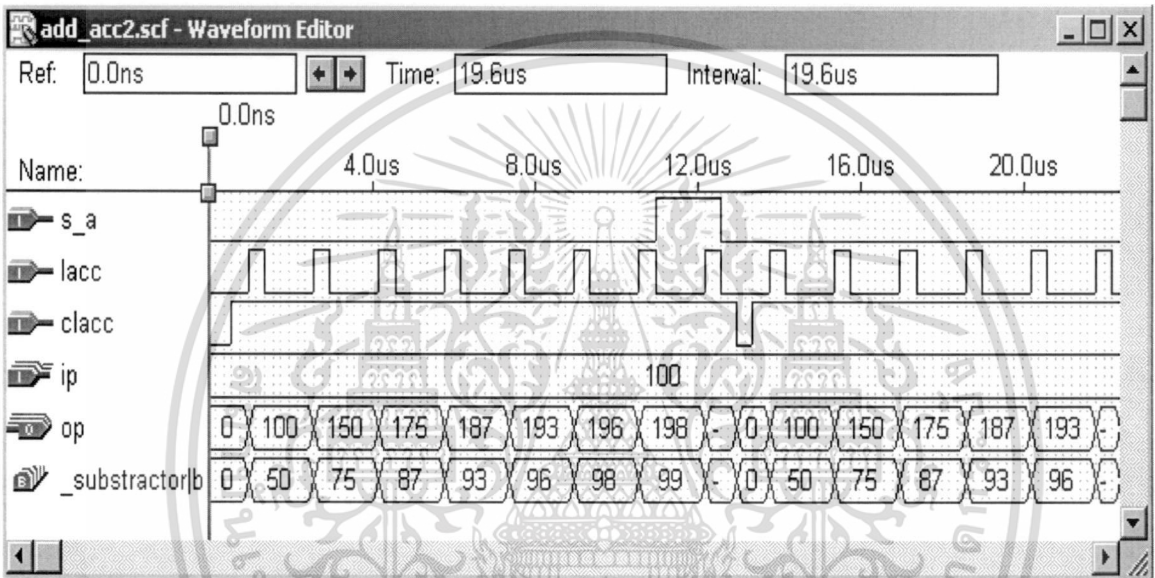 add_acc2.scf - Waveform Editor
Ref: 0.0ns Time: 19.6us Interval: 19.6us
0.0ns
Name: 4.0us 8.0us 12.0us 16.0us 20.0us
s_a
lacc
clacc
ip 100
op 0 100 150 175 187 193 196 198 - 0 100 150 175 187 193 -
_substractor|b 0 50 75 87 93 96 98 99 - 0 50 75 87 93 96 -